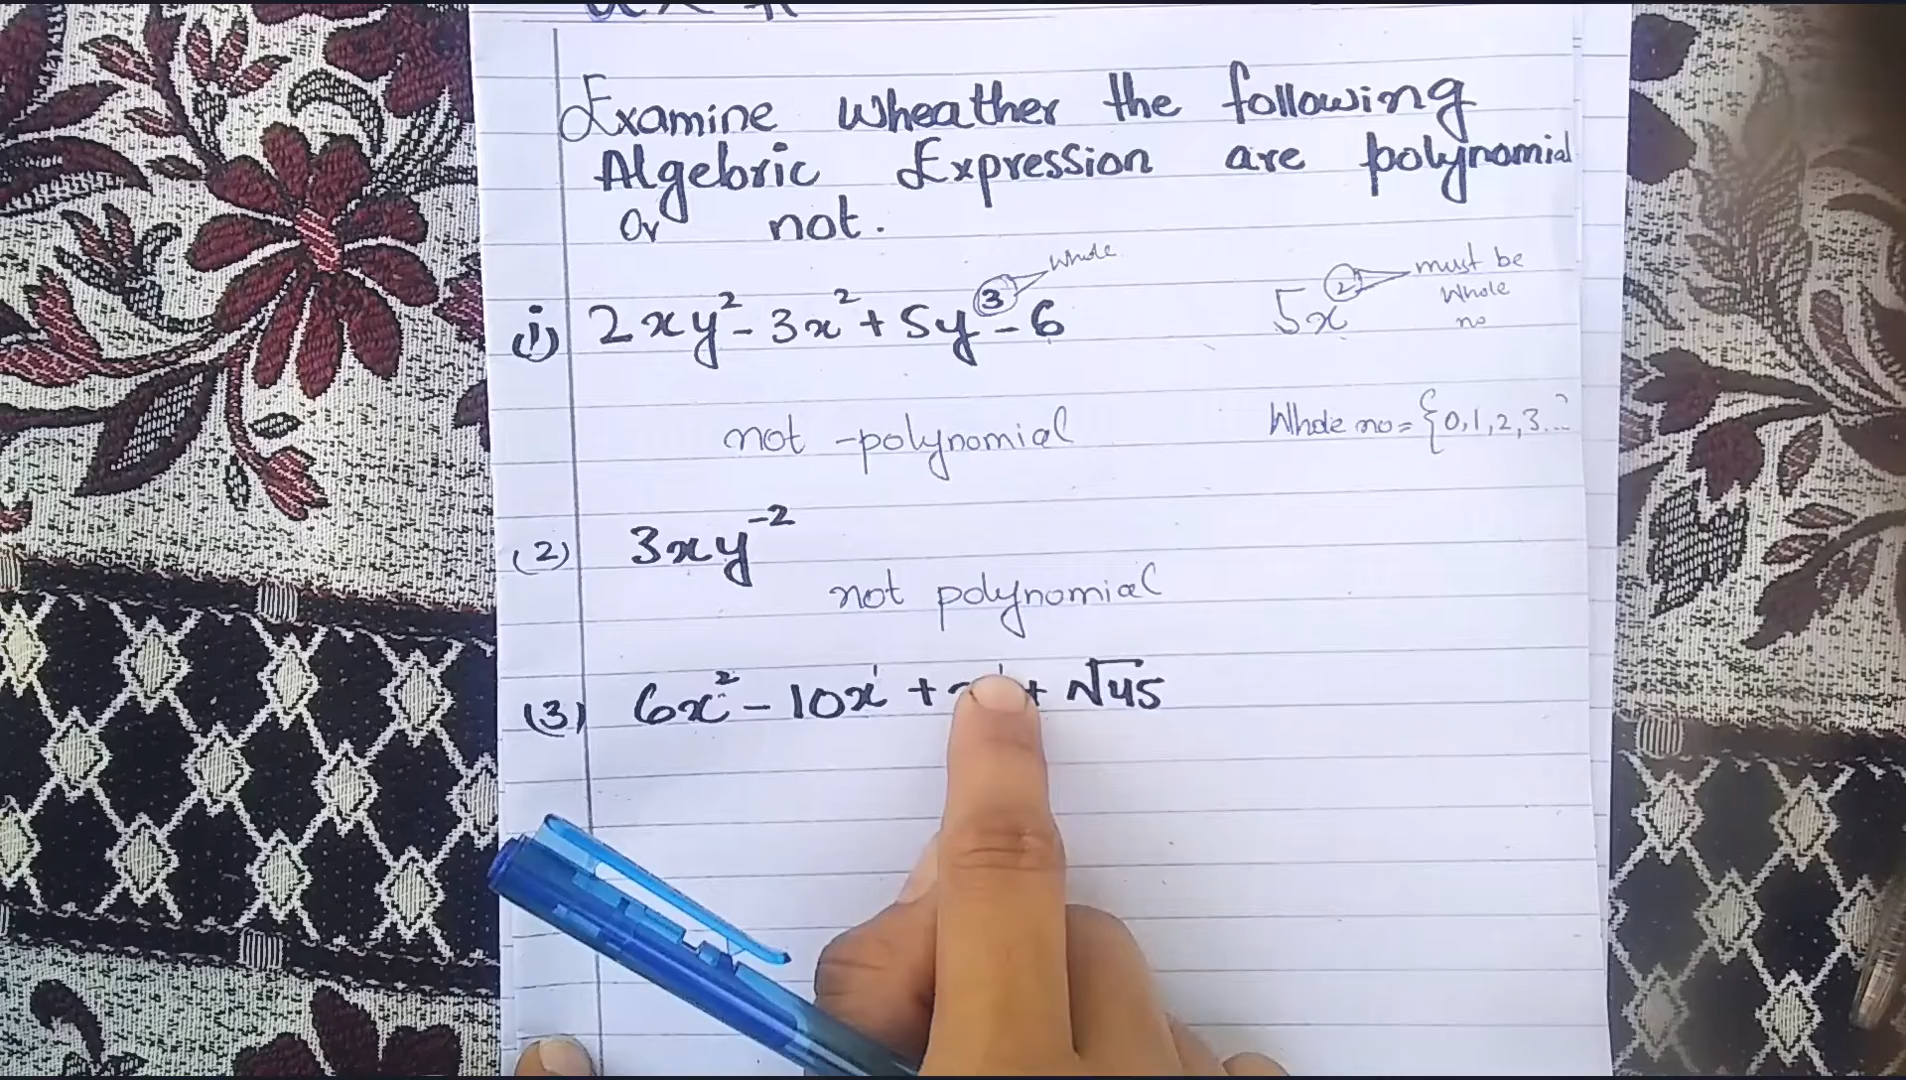 Examine wheather the following
Algebric Expression are polynomial
Or not.
(i) 2xy² - 3x² + 5y³ - 6
whole
5x²
must be
Whole
no
not - polynomial
Whole no = {0,1,2,3...}
(2) 3xy⁻²
not polynomial
(3) 6x² - 10x¹ + + √45